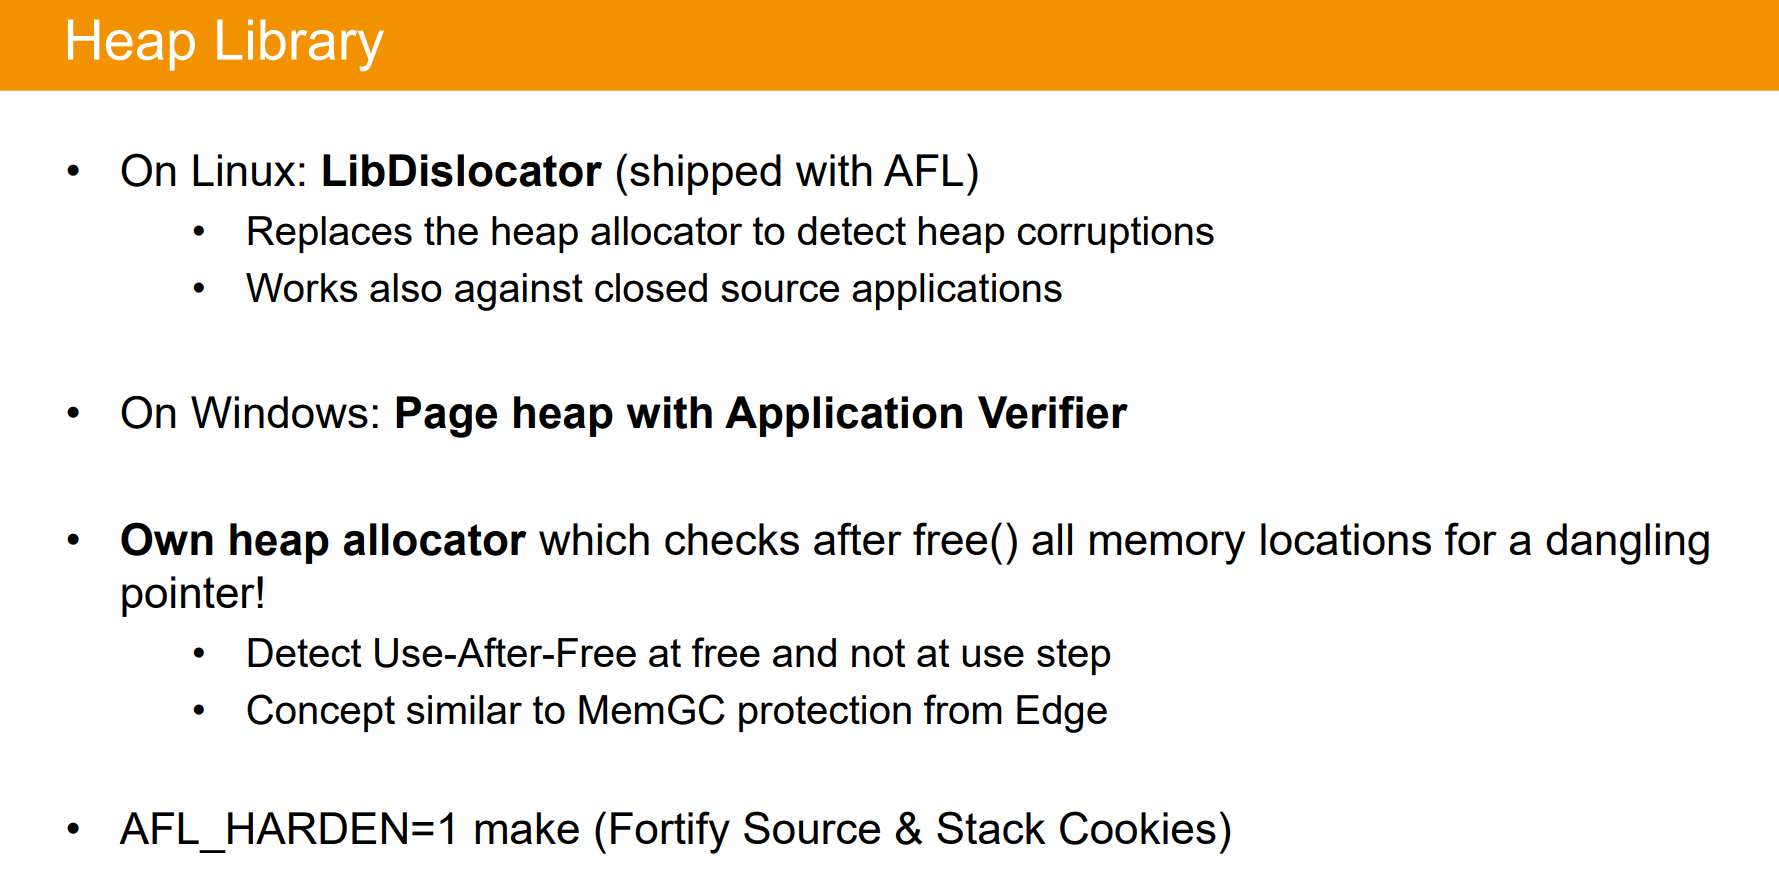 Heap Library
• On Linux: LibDislocator (shipped with AFL)
• Replaces the heap allocator to detect heap corruptions
• Works also against closed source applications
• On Windows: Page heap with Application Verifier
• Own heap allocator which checks after free() all memory locations for a dangling
pointer!
• Detect Use-After-Free at free and not at use step
• Concept similar to MemGC protection from Edge
• AFL_HARDEN=1 make (Fortify Source & Stack Cookies)